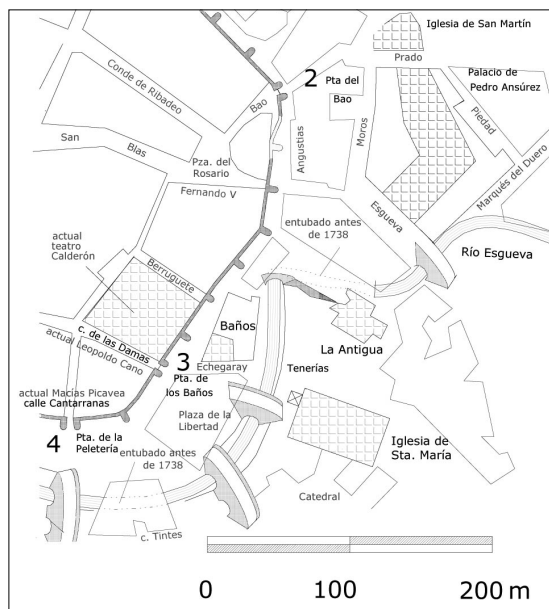 Iglesia de San Martín
Prado
Conde de Ribadeo
2
Pta del
Bao
Palacio de
Pedro Ansúrez
Bao
Angustias
Moros
Piedad
San
Blas
Pza. del
Rosario
Fernando V
Marqués del Duero
Esgueva
entubado antes
de 1738
Río Esgueva
actual
teatro
Calderón
Berruguete
Baños
La Antigua
c. de las Damas
actual Leopoldo Cano
3
Echegaray
Tenerías
Pta. de
los Baños
actual Macías Picavea
calle Cantarranas
Plaza de la
Libertad
4
Pta. de la
Peletería
entubado antes
de 1738
Iglesia de
Sta. María
Catedral
c. Tintes
0 100 200 m